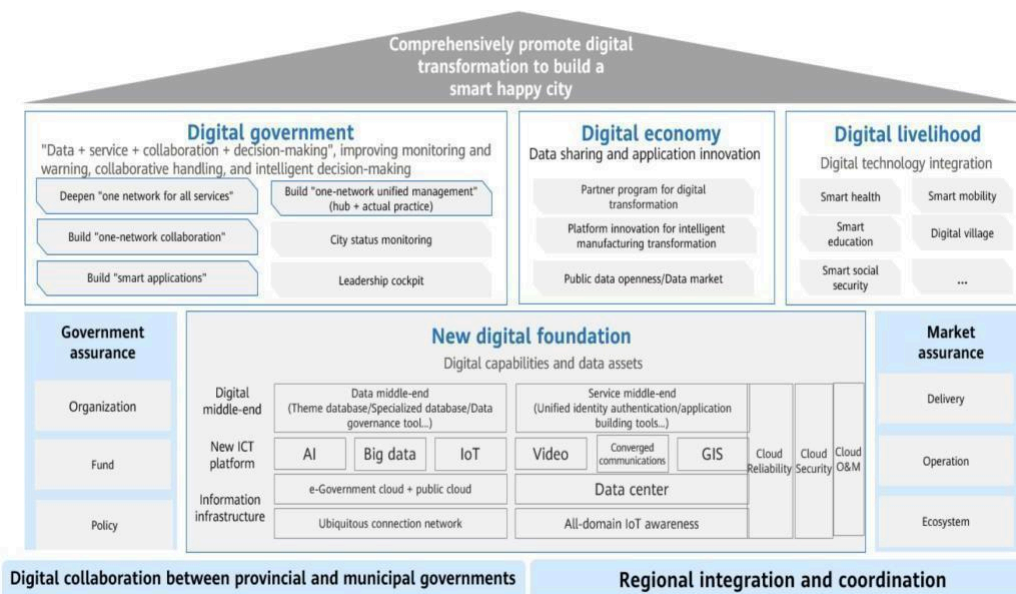 Comprehensively promote digital
transformation to build a
smart happy city
Digital government
"Data + service + collaboration + decision-making", improving monitoring and
warning, collaborative handling, and intelligent decision-making
Deepen "one network for all services"
Build "one-network unified management"
(hub + actual practice)
Build "one-network collaboration"
City status monitoring
Build "smart applications"
Leadership cockpit
Digital economy
Data sharing and application innovation
Partner program for digital
transformation
Platform innovation for intelligent
manufacturing transformation
Public data openness/Data market
Digital livelihood
Digital technology integration
Smart health
Smart mobility
Smart
education
Digital village
Smart social
security
...
Government
assurance
Organization
Fund
Policy
New digital foundation
Digital capabilities and data assets
Digital
middle-end
Data middle-end
(Theme database/Specialized database/Data
governance tool...)
Service middle-end
(Unified identity authentication/application
building tools...)
New ICT
platform
AI
Big data
IoT
Video
Converged
communications
GIS
Information
infrastructure
e-Government cloud + public cloud
Data center
Ubiquitous connection network
All-domain IoT awareness
Cloud
Reliability
Cloud
Security
Cloud
O&M
Market
assurance
Delivery
Operation
Ecosystem
Digital collaboration between provincial and municipal governments
Regional integration and coordination